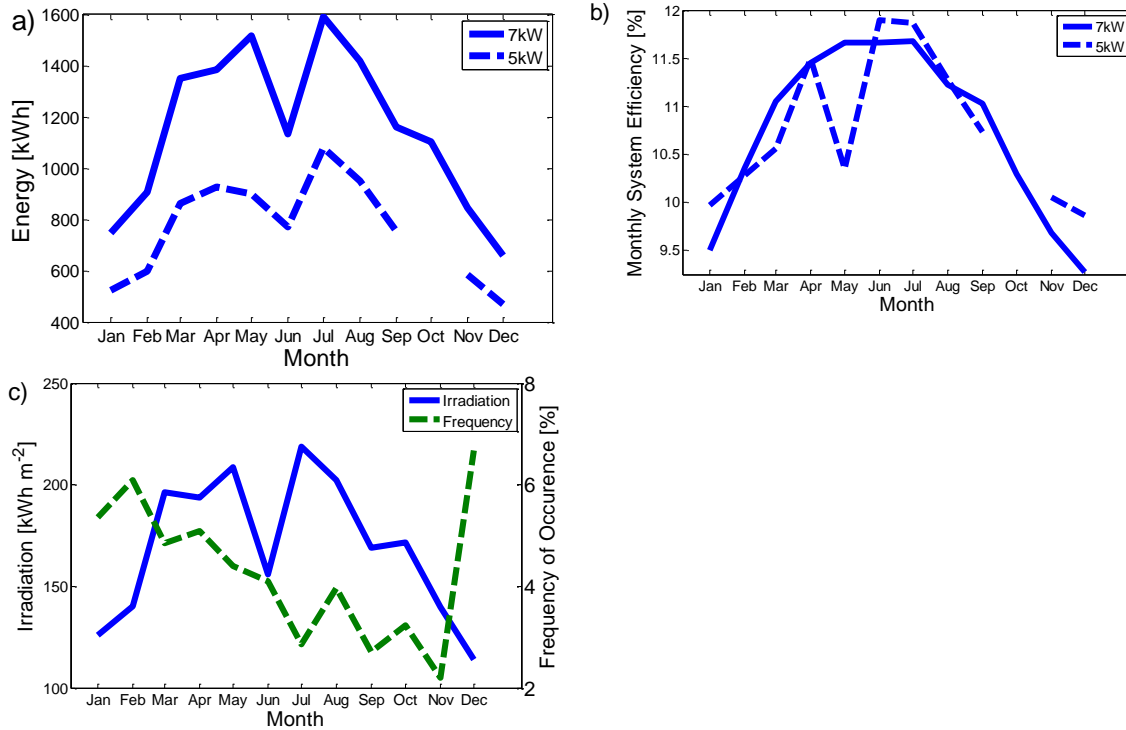 a)
Energy [kWh]
1600
1400
1200
1000
800
600
400
Jan Feb Mar Apr May Jun Jul Aug Sep Oct Nov Dec
Month
7kW
5kW
b)
Monthly System Efficiency [%]
12
11.5
11
10.5
10
9.5
Jan Feb Mar Apr May Jun Jul Aug Sep Oct Nov Dec
Month
7kW
5kW
c)
Irradiation [kWh m-2]
250
200
150
100
Jan Feb Mar Apr May Jun Jul Aug Sep Oct Nov Dec
Month
Irradiation
Frequency
8
6
4
2
Frequency of Occurence [%]